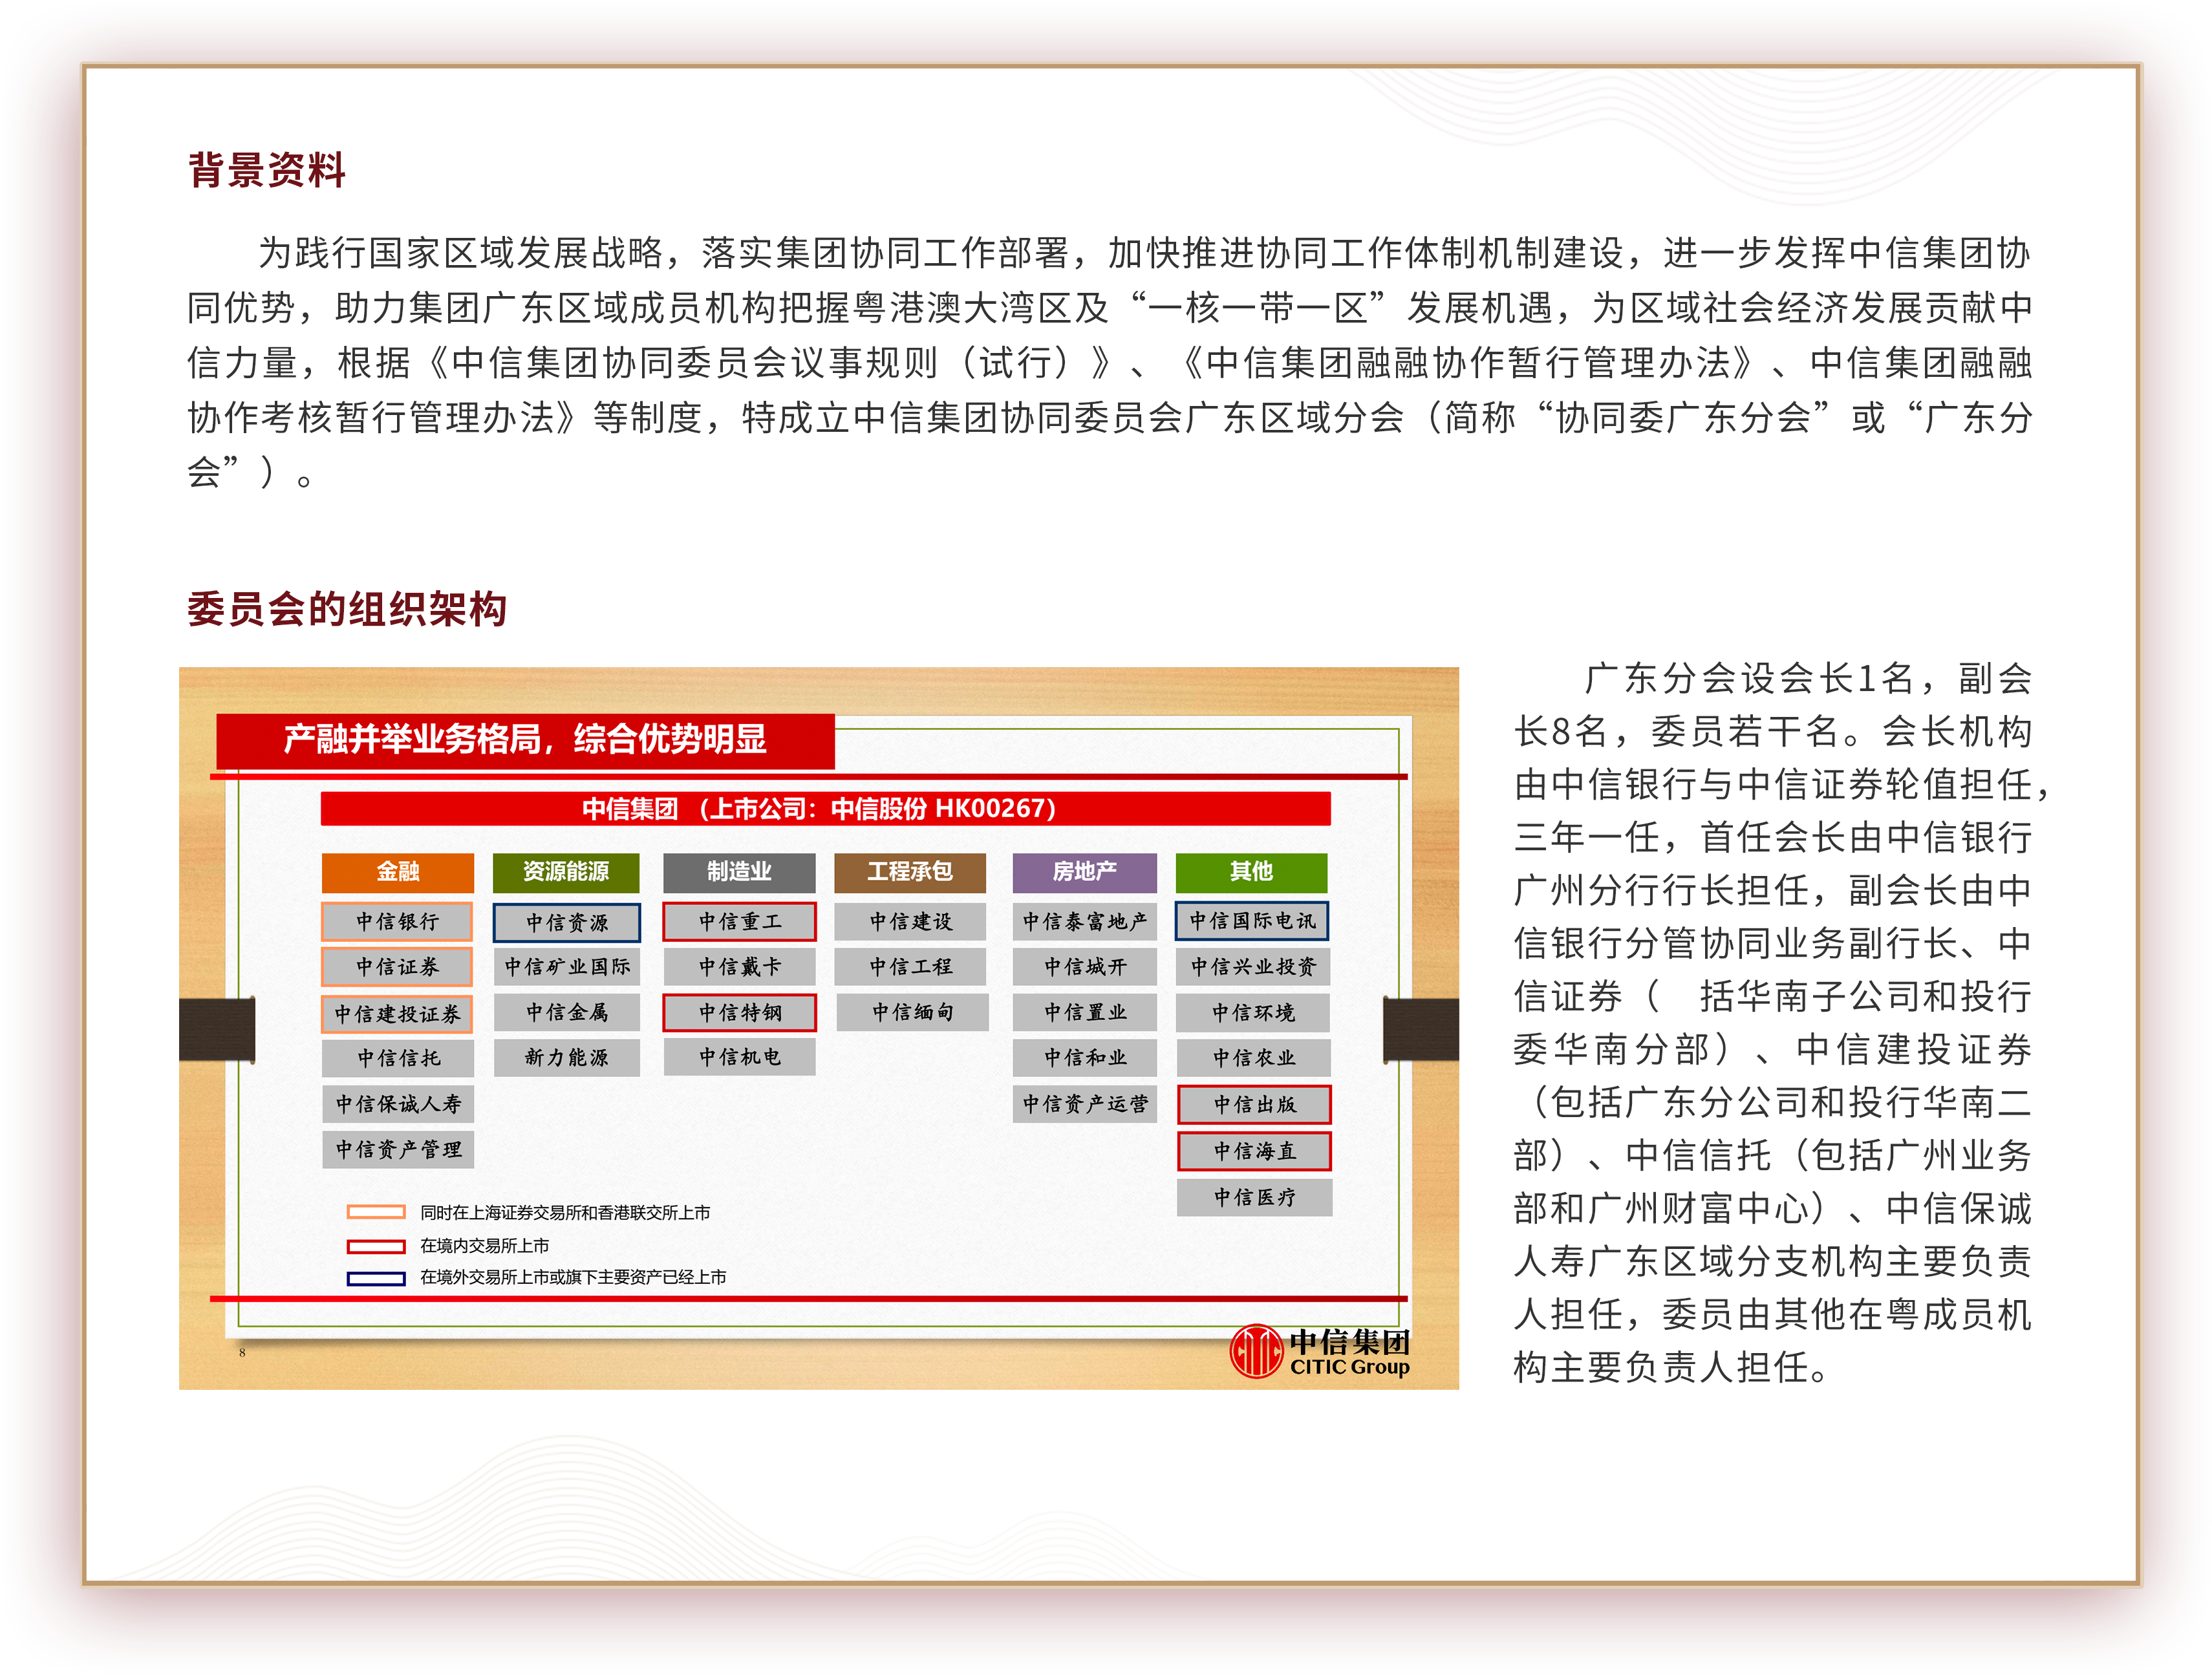 背景资料
为践行国家区域发展战略，落实集团协同工作部署，加快推进协同工作体制机制建设，进一步发挥中信集团协
同优势，助力集团广东区域成员机构把握粤港澳大湾区及“一核一带一区”发展机遇，为区域社会经济发展贡献中
信力量，根据《中信集团协同委员会议事规则（试行）》、《中信集团融融协作暂行管理办法》、中信集团融融
协作考核暂行管理办法》等制度，特成立中信集团协同委员会广东区域分会（简称“协同委广东分会”或“广东分
会”）。
委员会的组织架构
产融并举业务格局，综合优势明显
中信集团 （上市公司：中信股份 HK00267）
金融
中信银行
中信证券
中信建投证券
中信信托
中信保诚人寿
中信资产管理
资源能源
中信资源
中信矿业国际
中信金属
新力能源
制造业
中信重工
中信戴卡
中信特钢
中信机电
工程承包
中信建设
中信工程
中信缅甸
房地产
中信泰富地产
中信城开
中信置业
中信和业
中信资产运营
其他
中信国际电讯
中信兴业投资
中信环境
中信农业
中信出版
中信海直
中信医疗
同时在上海证券交易所和香港联交所上市
在境内交易所上市
在境外交易所上市或旗下主要资产已经上市
8
中信集团
CITIC Group
广东分会设会长1名，副会
长8名，委员若干名。会长机构
由中信银行与中信证券轮值担任，
三年一任，首任会长由中信银行
广州分行行长担任，副会长由中
信银行分管协同业务副行长、中
信证券（ 括华南子公司和投行
委华南分部）、中信建投证券
（包括广东分公司和投行华南二
部）、中信信托（包括广州业务
部和广州财富中心）、中信保诚
人寿广东区域分支机构主要负责
人担任，委员由其他在粤成员机
构主要负责人担任。